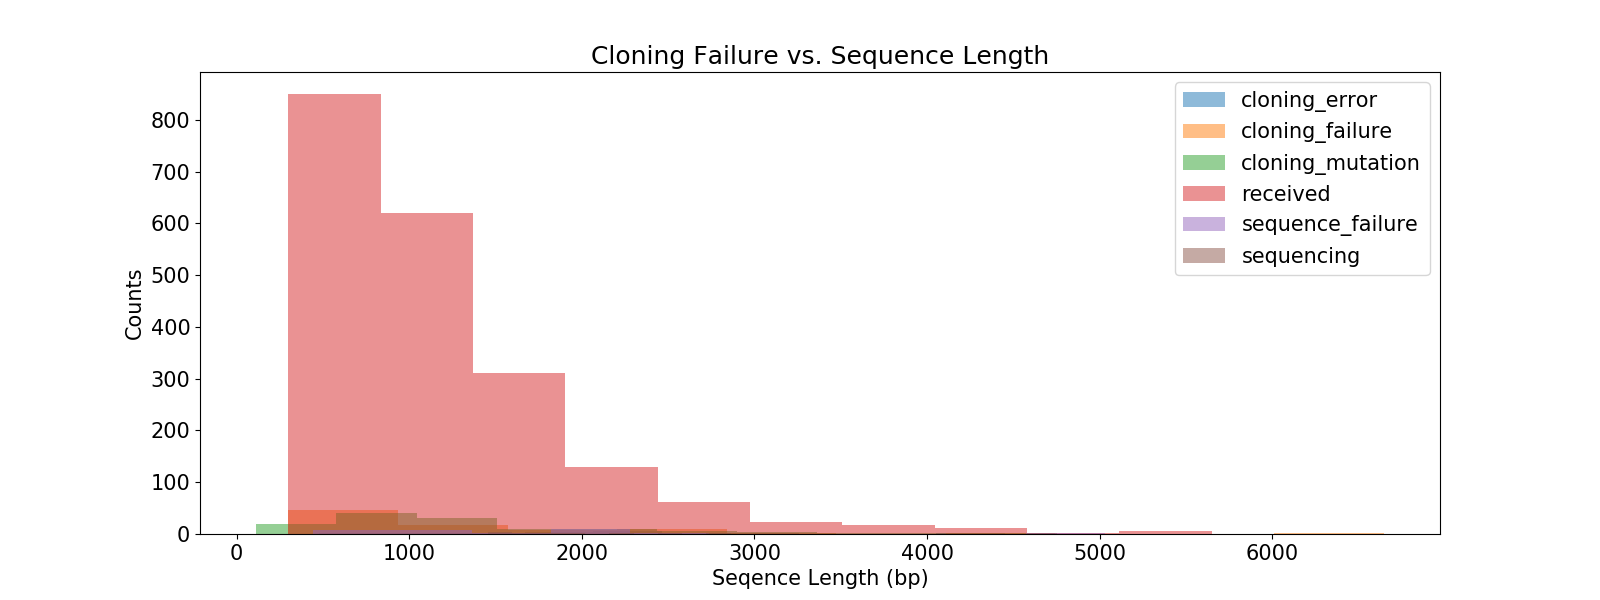 Cloning Failure vs. Sequence Length
cloning_error
cloning_failure
cloning_mutation
received
sequence_failure
sequencing
Counts
800
700
600
500
400
300
200
100
0
0 1000 2000 3000 4000 5000 6000
Seqence Length (bp)